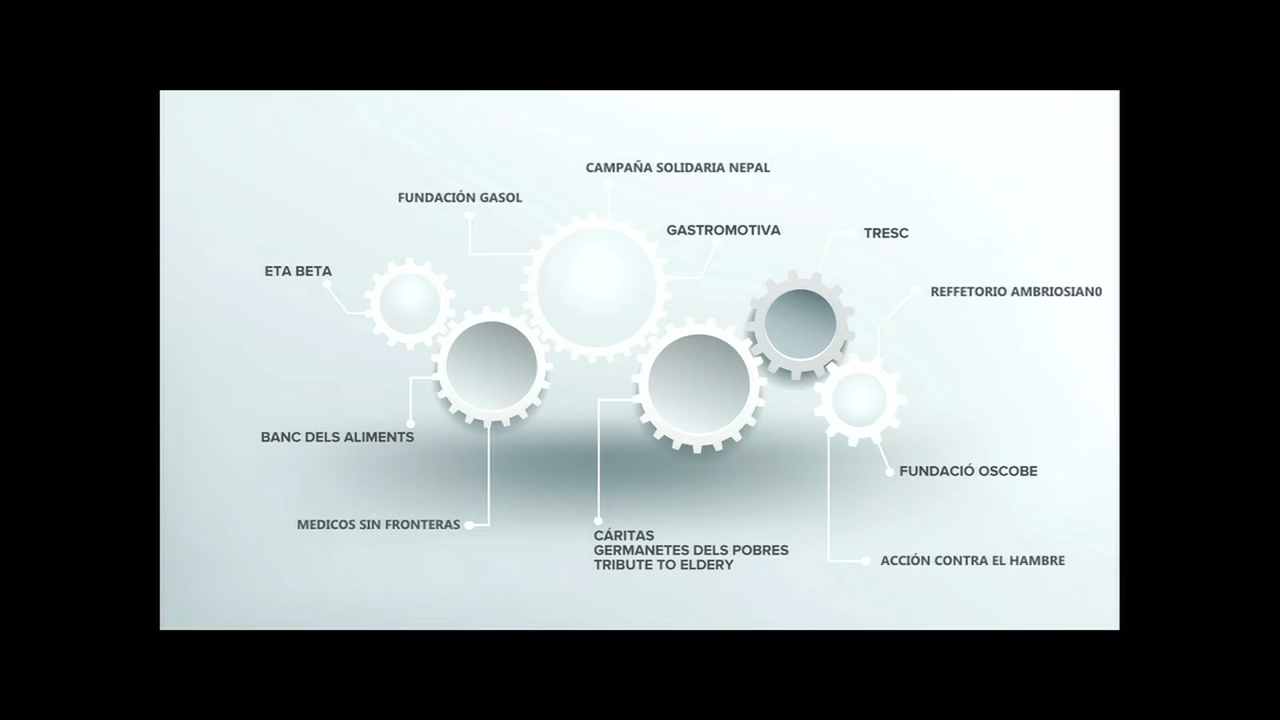 CAMPAÑA SOLIDARIA NEPAL
FUNDACIÓN GASOL
GASTROMOTIVA
TRESC
ETA BETA
REFFETORIO AMBRIOSIAN0
BANC DELS ALIMENTS
FUNDACIÓ OSCOBE
MEDICOS SIN FRONTERAS
CÁRITAS
GERMANETES DELS POBRES
TRIBUTE TO ELDERY
ACCIÓN CONTRA EL HAMBRE